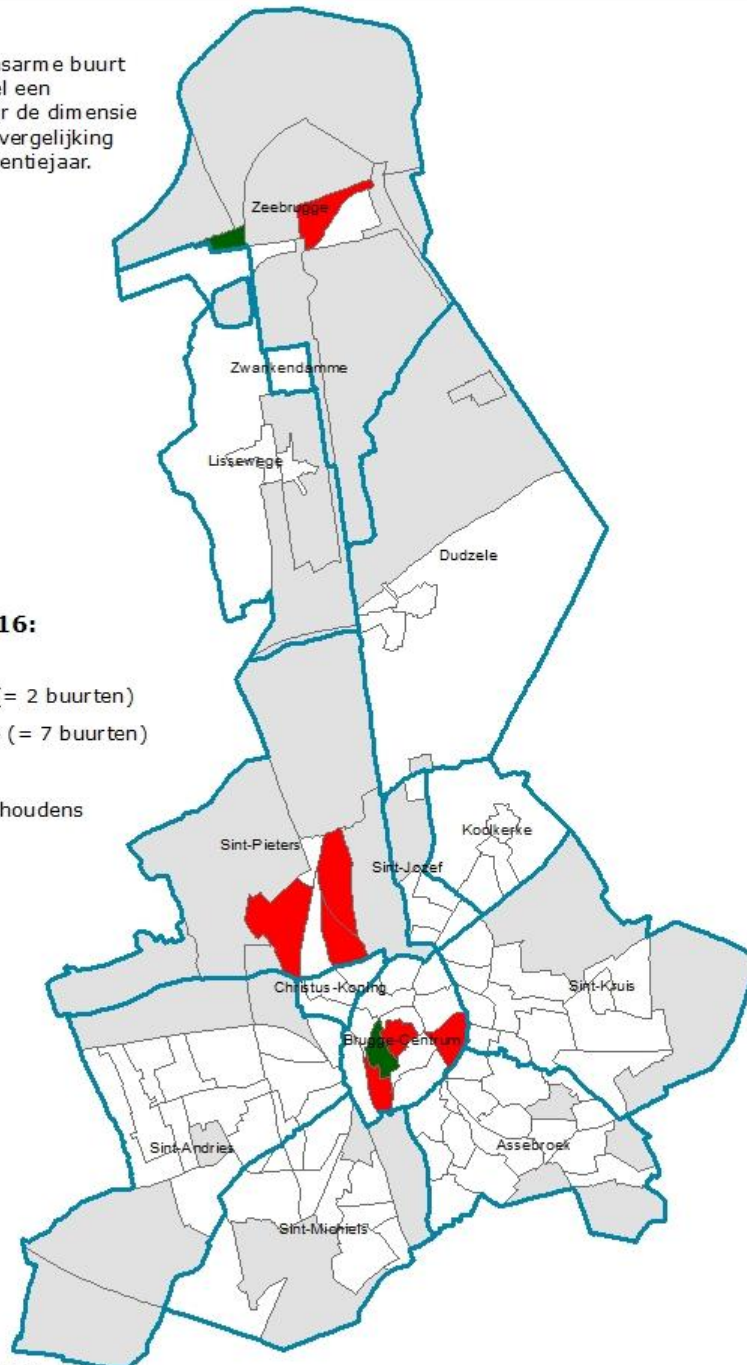 sarme buurt
el een
r de dimensie
vergelijking
entiejaar.
Zeebrugge
Zwankendamme
Lissewege
Dudzele
16:
(= 2 buurten)
(= 7 buurten)
houdens
Koolkerke
Sint-Pieters
Sint-Jozef
Christus-Koning
Sint-Kruis
Brugge-Centrum
Sint-Andries
Assebroek
Sint-Michiels